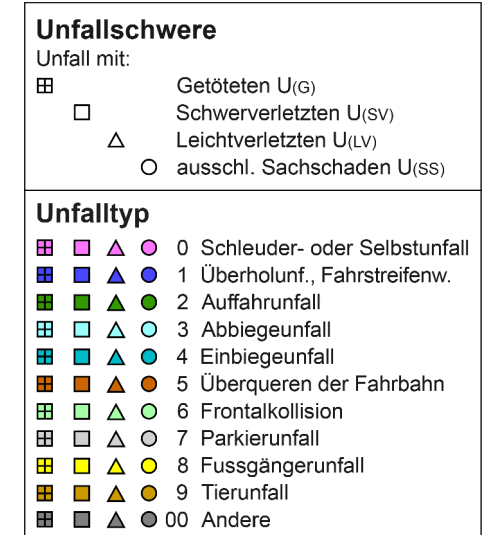 Unfallschwere
Unfall mit:
Getöteten U(G)
Schwerverletzten U(SV)
Leichtverletzten U(LV)
ausschl. Sachschaden U(SS)
Unfalltyp
0 Schleuder- oder Selbstunfall
1 Überholunf., Fahrstreifenw.
2 Auffahrunfall
3 Abbiegeunfall
4 Einbiegeunfall
5 Überqueren der Fahrbahn
6 Frontalkollision
7 Parkierunfall
8 Fussgängerunfall
9 Tierunfall
00 Andere